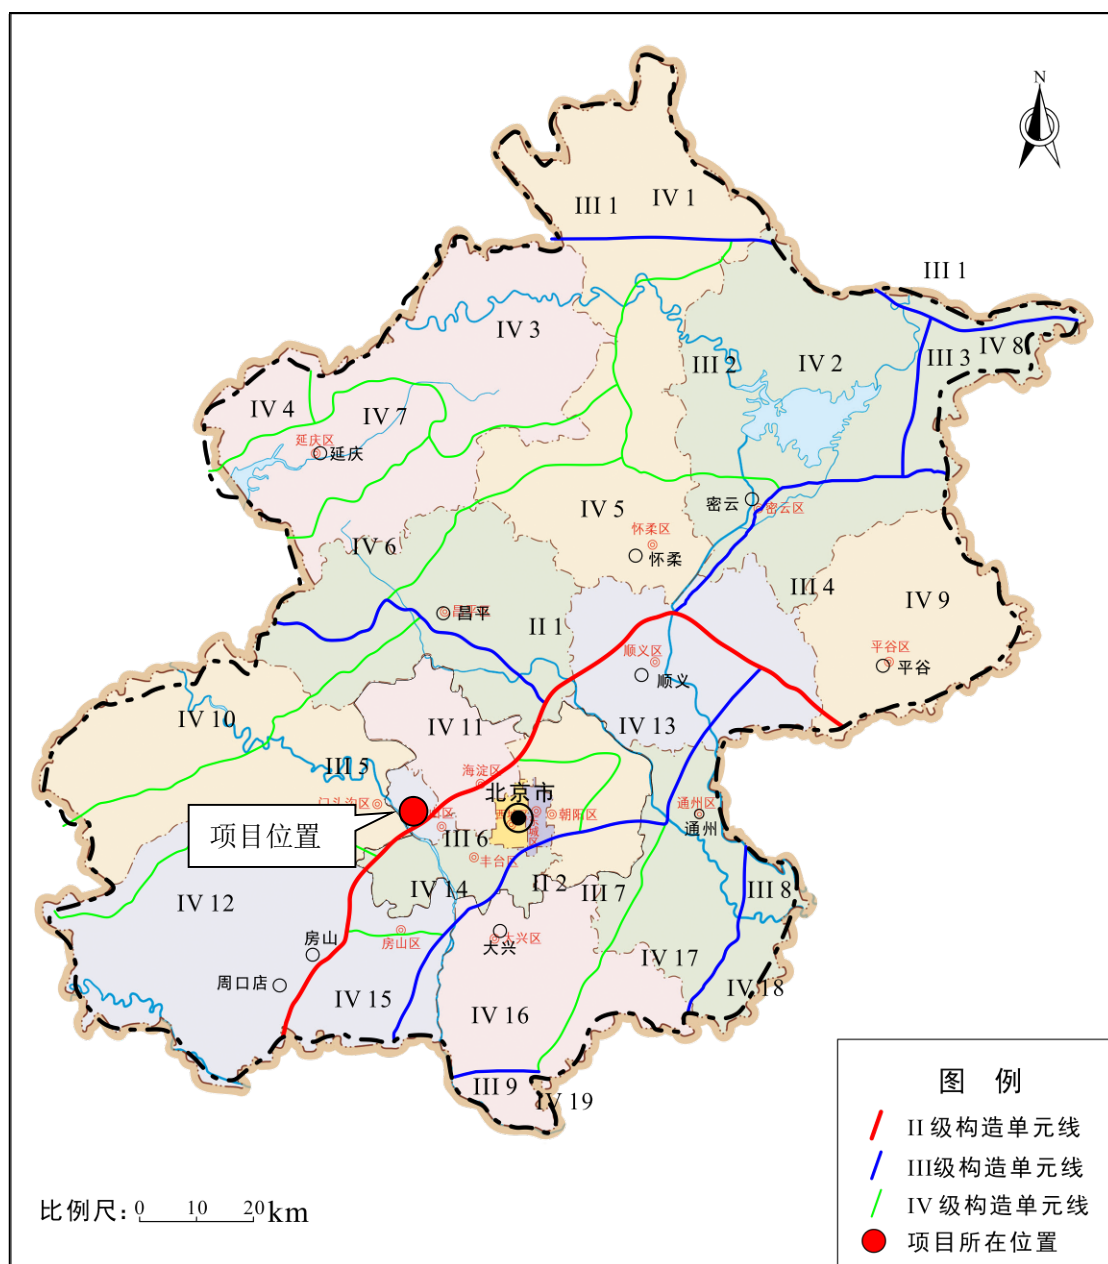 N
III 1
IV 1
III 1
IV 3
III 2
IV 2
III 3
IV 8
IV 4
IV 7
延庆区
延庆
密云
密云区
IV 5
怀柔区
怀柔
IV 6
III 4
IV 9
昌平
II 1
顺义区
顺义
平谷区
平谷
IV 10
IV 11
IV 13
III 5
海淀区
北京市
门头沟区
朝阳区
通州区
通州
项目位置
III 6
丰台区
IV 14
II 2
III 7
III 8
IV 12
房山区
房山
大兴区
大兴
周口店
IV 15
IV 16
IV 17
IV 18
III 9
IV 19
图 例
II 级构造单元线
III级构造单元线
IV 级构造单元线
项目所在位置
比例尺: 0 10 20 km